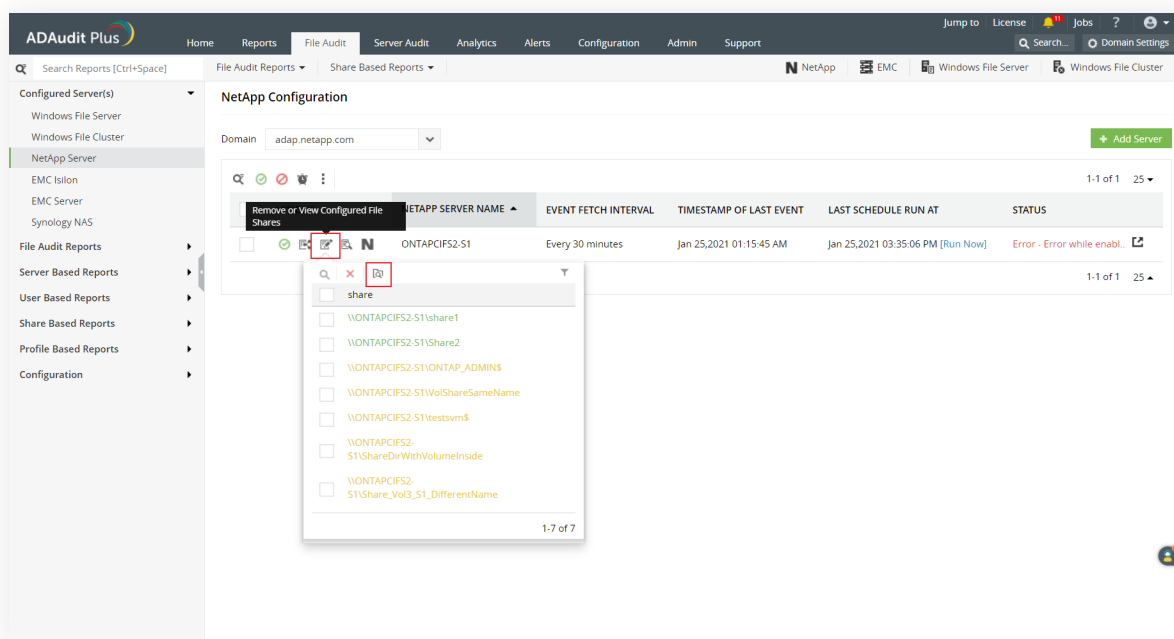 Jump to License 11 Jobs ?
ADAudit Plus
Home Reports File Audit Server Audit Analytics Alerts Configuration Admin Support
Search... Domain Settings
Search Reports [Ctrl+Space]
File Audit Reports Share Based Reports
NetApp EMC Windows File Server Windows File Cluster
Configured Server(s)
Windows File Server
Windows File Cluster
NetApp Server
EMC Isilon
EMC Server
Synology NAS
File Audit Reports
Server Based Reports
User Based Reports
Share Based Reports
Profile Based Reports
Configuration
NetApp Configuration
Domain adap.netapp.com
+ Add Server
1-1 of 1 25
Remove or View Configured File
Shares
NETAPP SERVER NAME EVENT FETCH INTERVAL TIMESTAMP OF LAST EVENT LAST SCHEDULE RUN AT STATUS
ONTAPCIFS2-S1 Every 30 minutes Jan 25,2021 01:15:45 AM Jan 25,2021 03:35:06 PM [Run Now] Error - Error while enabl..
1-1 of 1 25
share
\\ONTAPCIFS2-S1\share1
\\ONTAPCIFS2-S1\Share2
\\ONTAPCIFS2-S1\ONTAP_ADMIN$
\\ONTAPCIFS2-S1\VolShareSameName
\\ONTAPCIFS2-S1\testsvm$
\\ONTAPCIFS2-
S1\ShareDirWithVolumeInside
\\ONTAPCIFS2-
S1\Share_Vol3_S1_DifferentName
1-7 of 7